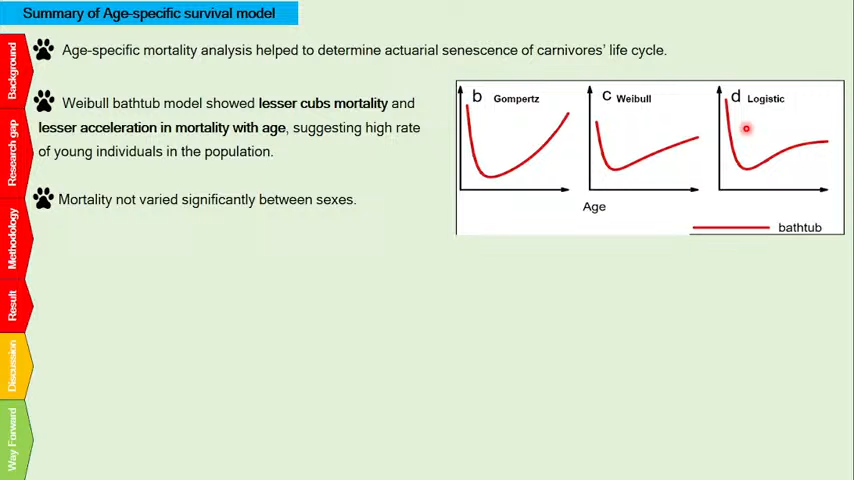 Summary of Age-specific survival model
Age-specific mortality analysis helped to determine actuarial senescence of carnivores' life cycle.
Weibull bathtub model showed lesser cubs mortality and
lesser acceleration in mortality with age, suggesting high rate
of young individuals in the population.
Mortality not varied significantly between sexes.
b Gompertz
c Weibull
d Logistic
Age
bathtub
Background
Research gap
Methodology
Result
Discussion
Way Forward